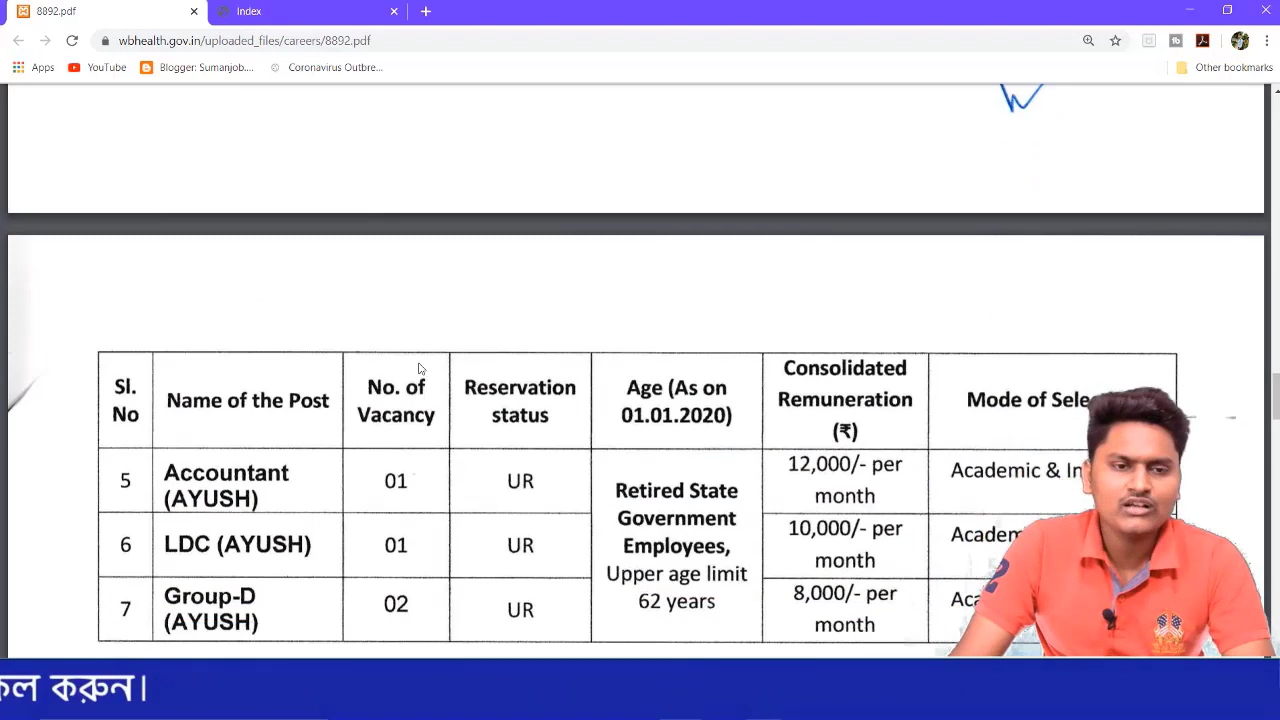 8892.pdf
Index
wbhealth.gov.in/uploaded_files/careers/8892.pdf
Apps
YouTube
Blogger: Sumanjob....
Coronavirus Outbre...
Other bookmarks
Sl. No
Name of the Post
No. of Vacancy
Reservation status
Age (As on 01.01.2020)
Consolidated Remuneration (₹)
Mode of Sele
5
Accountant (AYUSH)
01
UR
Retired State Government Employees, Upper age limit 62 years
12,000/- per month
Academic & In
6
LDC (AYUSH)
01
UR
10,000/- per month
Academ
7
Group-D (AYUSH)
02
UR
8,000/- per month
Aca
করুন।